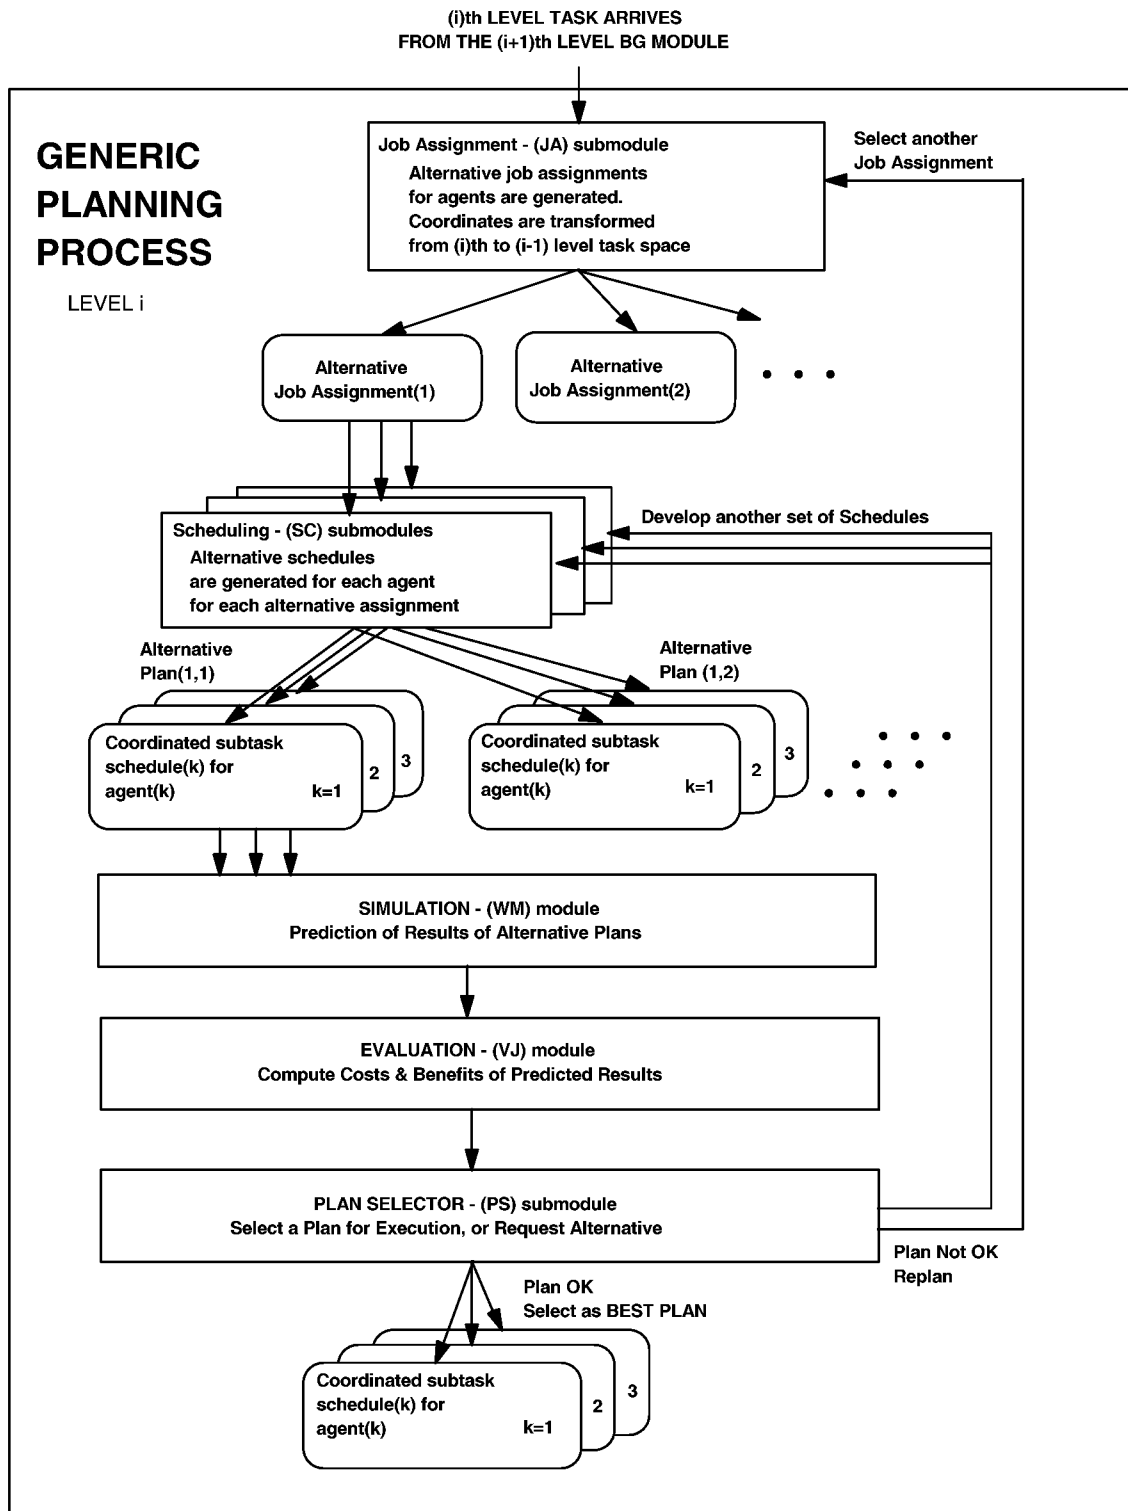 (i)th LEVEL TASK ARRIVES
FROM THE (i+1)th LEVEL BG MODULE
GENERIC
PLANNING
PROCESS
LEVEL i
Job Assignment - (JA) submodule
Alternative job assignments
for agents are generated.
Coordinates are transformed
from (i)th to (i-1) level task space
Select another
Job Assignment
Alternative
Job Assignment(1)
Alternative
Job Assignment(2)
Scheduling - (SC) submodules
Alternative schedules
are generated for each agent
for each alternative assignment
Develop another set of Schedules
Alternative
Plan(1,1)
Alternative
Plan (1,2)
Coordinated subtask
schedule(k) for
agent(k)
k=1
2
3
Coordinated subtask
schedule(k) for
agent(k)
k=1
2
3
SIMULATION - (WM) module
Prediction of Results of Alternative Plans
EVALUATION - (VJ) module
Compute Costs & Benefits of Predicted Results
PLAN SELECTOR - (PS) submodule
Select a Plan for Execution, or Request Alternative
Plan Not OK
Replan
Plan OK
Select as BEST PLAN
Coordinated subtask
schedule(k) for
agent(k)
k=1
2
3